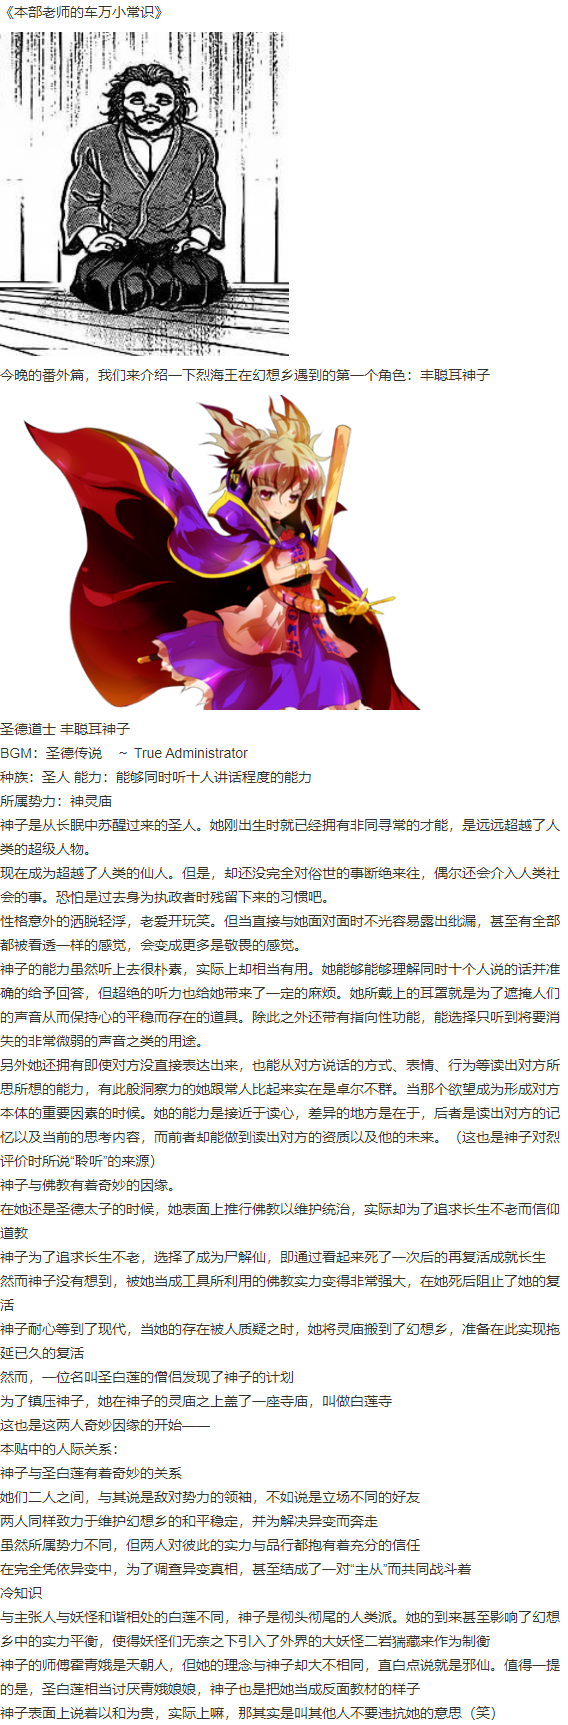 《本部老师的车万小常识》
今晚的番外篇，我们来介绍一下烈海王在幻想乡遇到的第一个角色：丰聪耳神子
圣德道士 丰聪耳神子
BGM：圣德传说　~ True Administrator
种族：圣人 能力：能够同时听十人讲话程度的能力
所属势力：神灵庙
神子是从长眠中苏醒过来的圣人。她刚出生时就已经拥有非同寻常的才能，是远远超越了人
类的超级人物。
现在成为超越了人类的仙人。但是，却还没完全对俗世的事断绝来往，偶尔还会介入人类社
会的事。恐怕是过去身为执政者时残留下来的习惯吧。
性格意外的洒脱轻浮，老爱开玩笑。但当直接与她面对面时不光容易露出纰漏，甚至有全部
都被看透一样的感觉，会变成更多是敬畏的感觉。
神子的能力虽然听上去很朴素，实际上却相当有用。她能够能够理解同时十个人说的话并准
确的给予回答，但超绝的听力也给她带来了一定的麻烦。她所戴上的耳罩就是为了遮掩人们
的声音从而保持心的平稳而存在的道具。除此之外还带有指向性功能，能选择只听到将要消
失的非常微弱的声音之类的用途。
另外她还拥有即使对方没直接表达出来，也能从对方说话的方式、表情、行为等读出对方所
思所想的能力，有此般洞察力的她跟常人比起来实在是卓尔不群。当那个欲望成为形成对方
本体的重要因素的时候。她的能力是接近于读心，差异的地方是在于，后者是读出对方的记
忆以及当前的思考内容，而前者却能做到读出对方的资质以及他的未来。（这也是神子对烈
评价时所说“聆听”的来源）
神子与佛教有着奇妙的因缘。
在她还是圣德太子的时候，她表面上推行佛教以维护统治，实际却为了追求长生不老而信仰
道教
神子为了追求长生不老，选择了成为尸解仙，即通过看起来死了一次后的再复活成就长生
然而神子没有想到，被她当成工具所利用的佛教实力变得非常强大，在她死后阻止了她的复
活
神子耐心等到了现代，当她的存在被人质疑之时，她将灵庙搬到了幻想乡，准备在此实现拖
延已久的复活
然而，一位名叫圣白莲的僧侣发现了神子的计划
为了镇压神子，她在神子的灵庙之上盖了一座寺庙，叫做白莲寺
这也是这两人奇妙因缘的开始——
本贴中的人际关系：
神子与圣白莲有着奇妙的关系
她们二人之间，与其说是敌对势力的领袖，不如说是立场不同的好友
两人同样致力于维护幻想乡的和平稳定，并为解决异变而奔走
虽然所属势力不同，但两人对彼此的实力与品行都抱有着充分的信任
在完全凭依异变中，为了调查异变真相，甚至结成了一对“主从”而共同战斗着
冷知识
与主张人与妖怪和谐相处的白莲不同，神子是彻头彻尾的人类派。她的到来甚至影响了幻想
乡中的实力平衡，使得妖怪们无奈之下引入了外界的大妖怪二岩猯藏来作为制衡
神子的师傅霍青娥是天朝人，但她的理念与神子却大不相同，直白点说就是邪仙。值得一提
的是，圣白莲相当讨厌青娥娘娘，神子也是把她当成反面教材的样子
神子表面上说着以和为贵，实际上嘛，那其实是叫其他人不要违抗她的意思（笑）